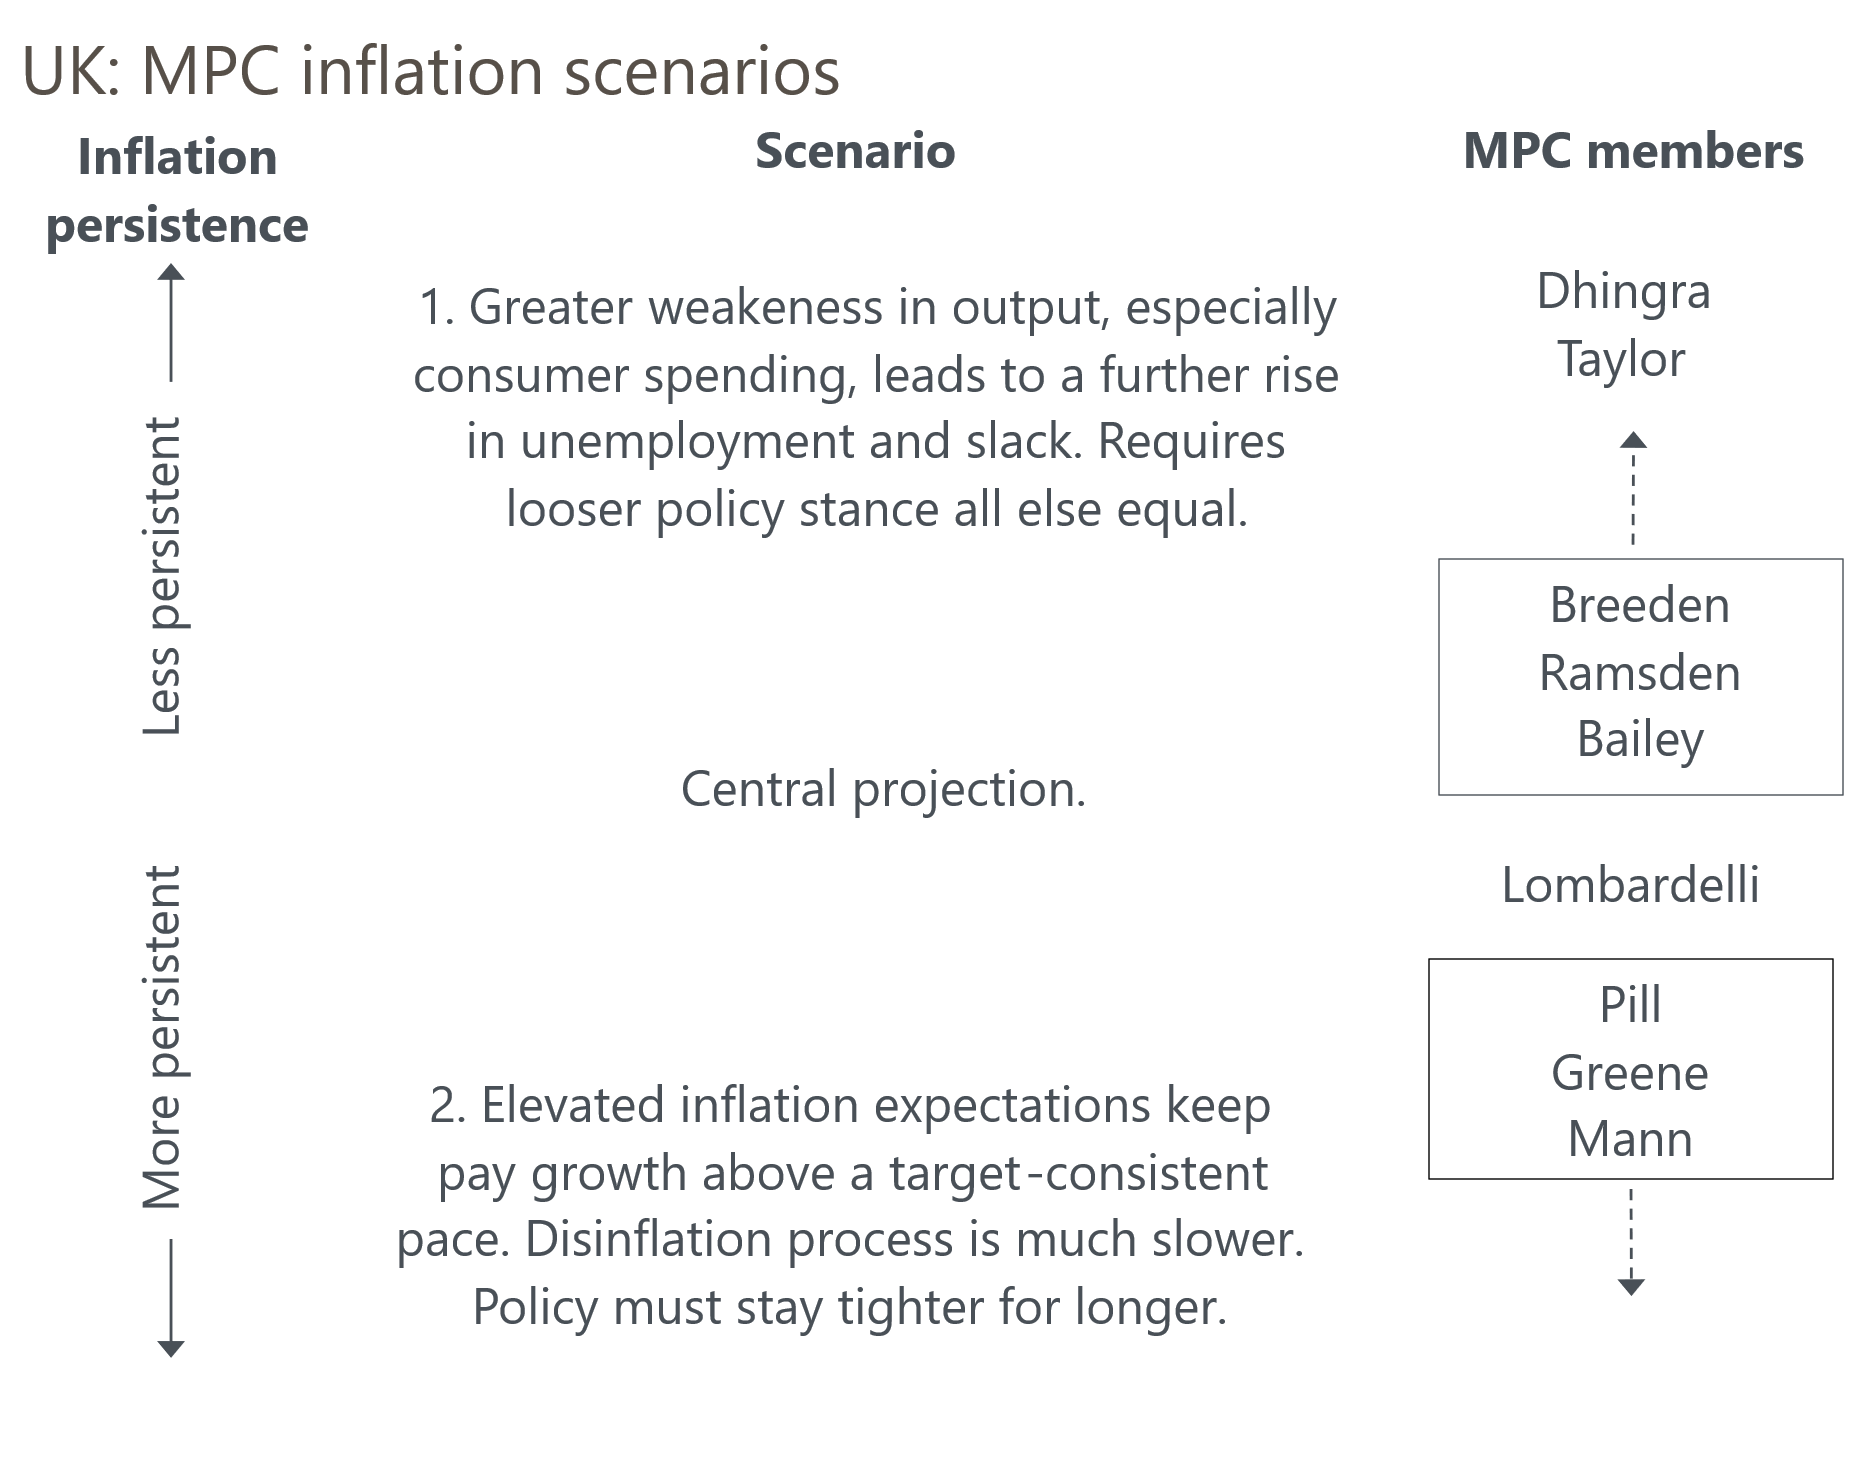 UK: MPC inflation scenarios
Inflation
persistence
Scenario
MPC members
Less persistent
More persistent
1. Greater weakeness in output, especially
consumer spending, leads to a further rise
in unemployment and slack. Requires
looser policy stance all else equal.
Central projection.
2. Elevated inflation expectations keep
pay growth above a target-consistent
pace. Disinflation process is much slower.
Policy must stay tighter for longer.
Dhingra
Taylor
Breeden
Ramsden
Bailey
Lombardelli
Pill
Greene
Mann